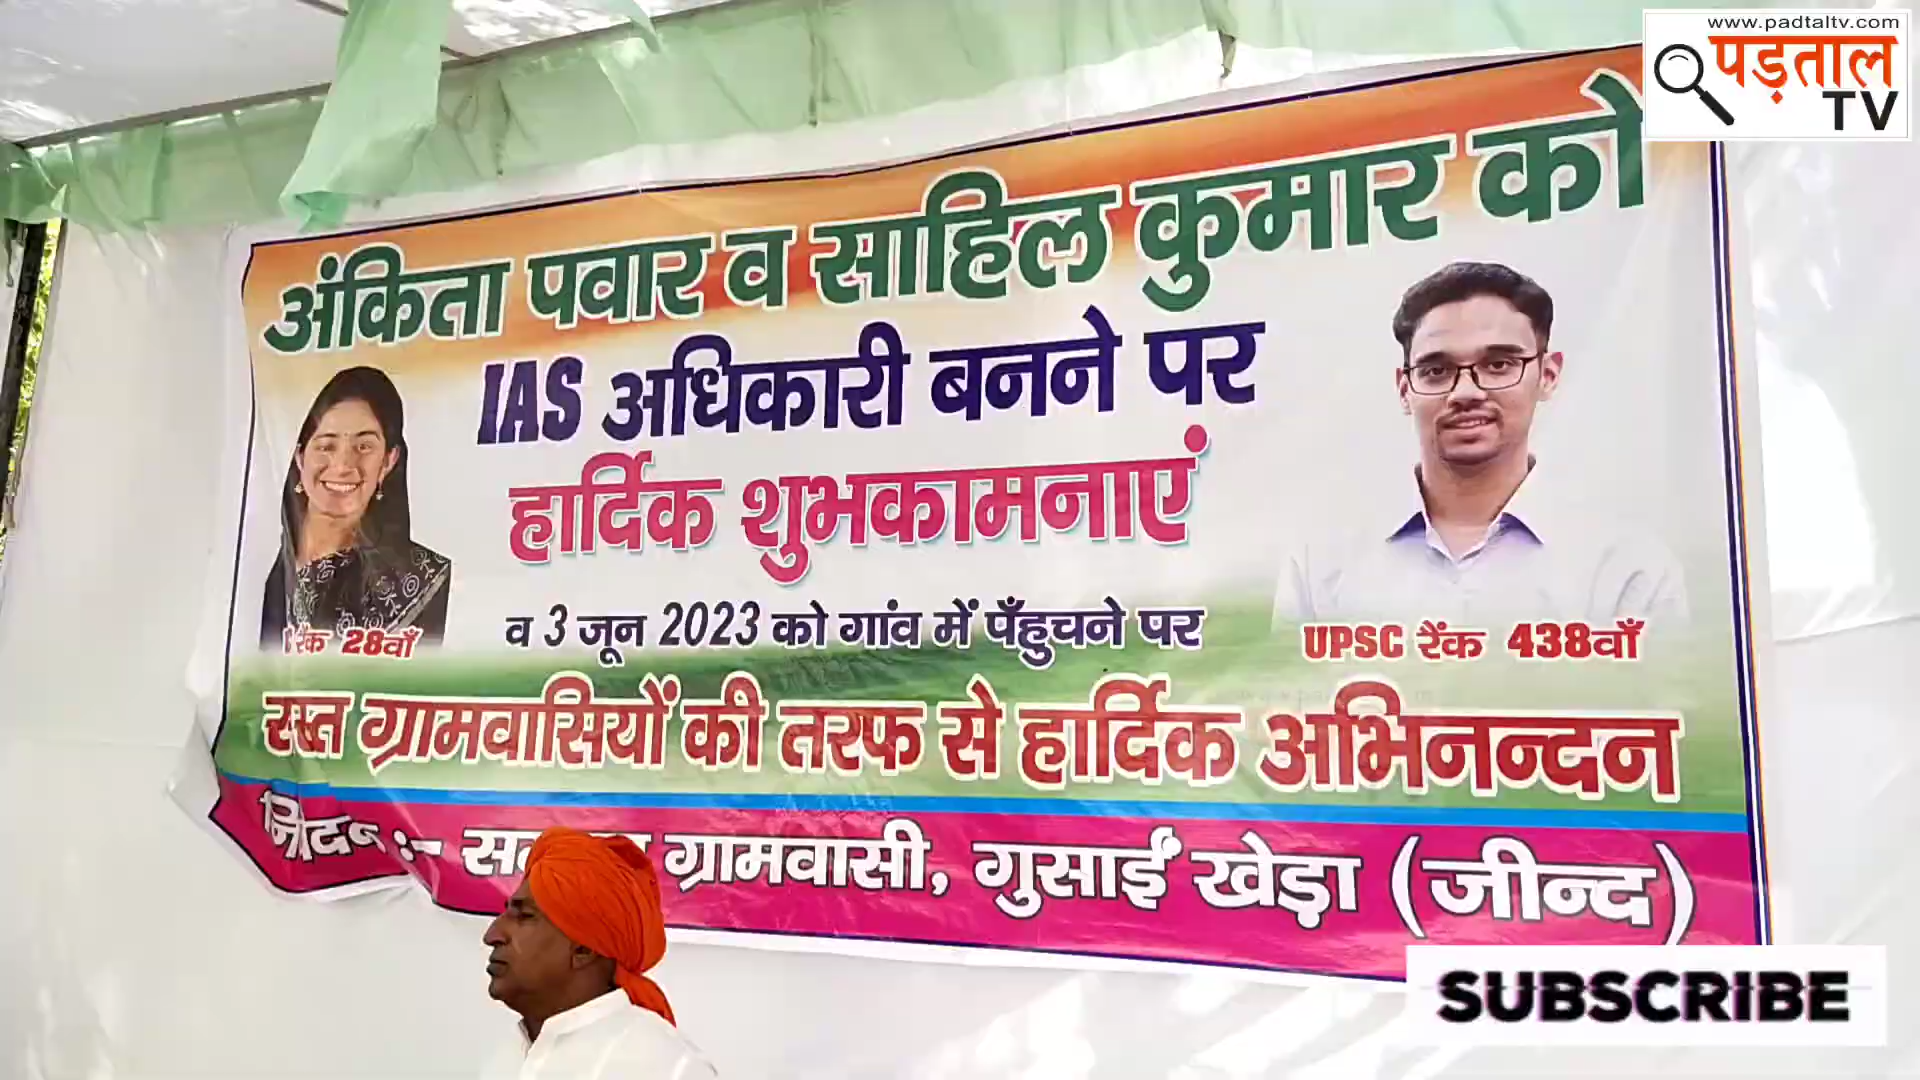 www.padtaltv.com
पड़ताल
TV
अंकिता पवार व साहिल कुमार को
IAS अधिकारी बनने पर
हार्दिक शुभकामनाएं
रैंक 28वाँ
व 3 जून 2023 को गांव में पँहुचने पर
UPSC रैंक 438वाँ
ग्रामवासियों की तरफ से हार्दिक अभिनन्दन
:- ग्रामवासी, गुसाईं खेड़ा (जीन्द)
SUBSCRIBE